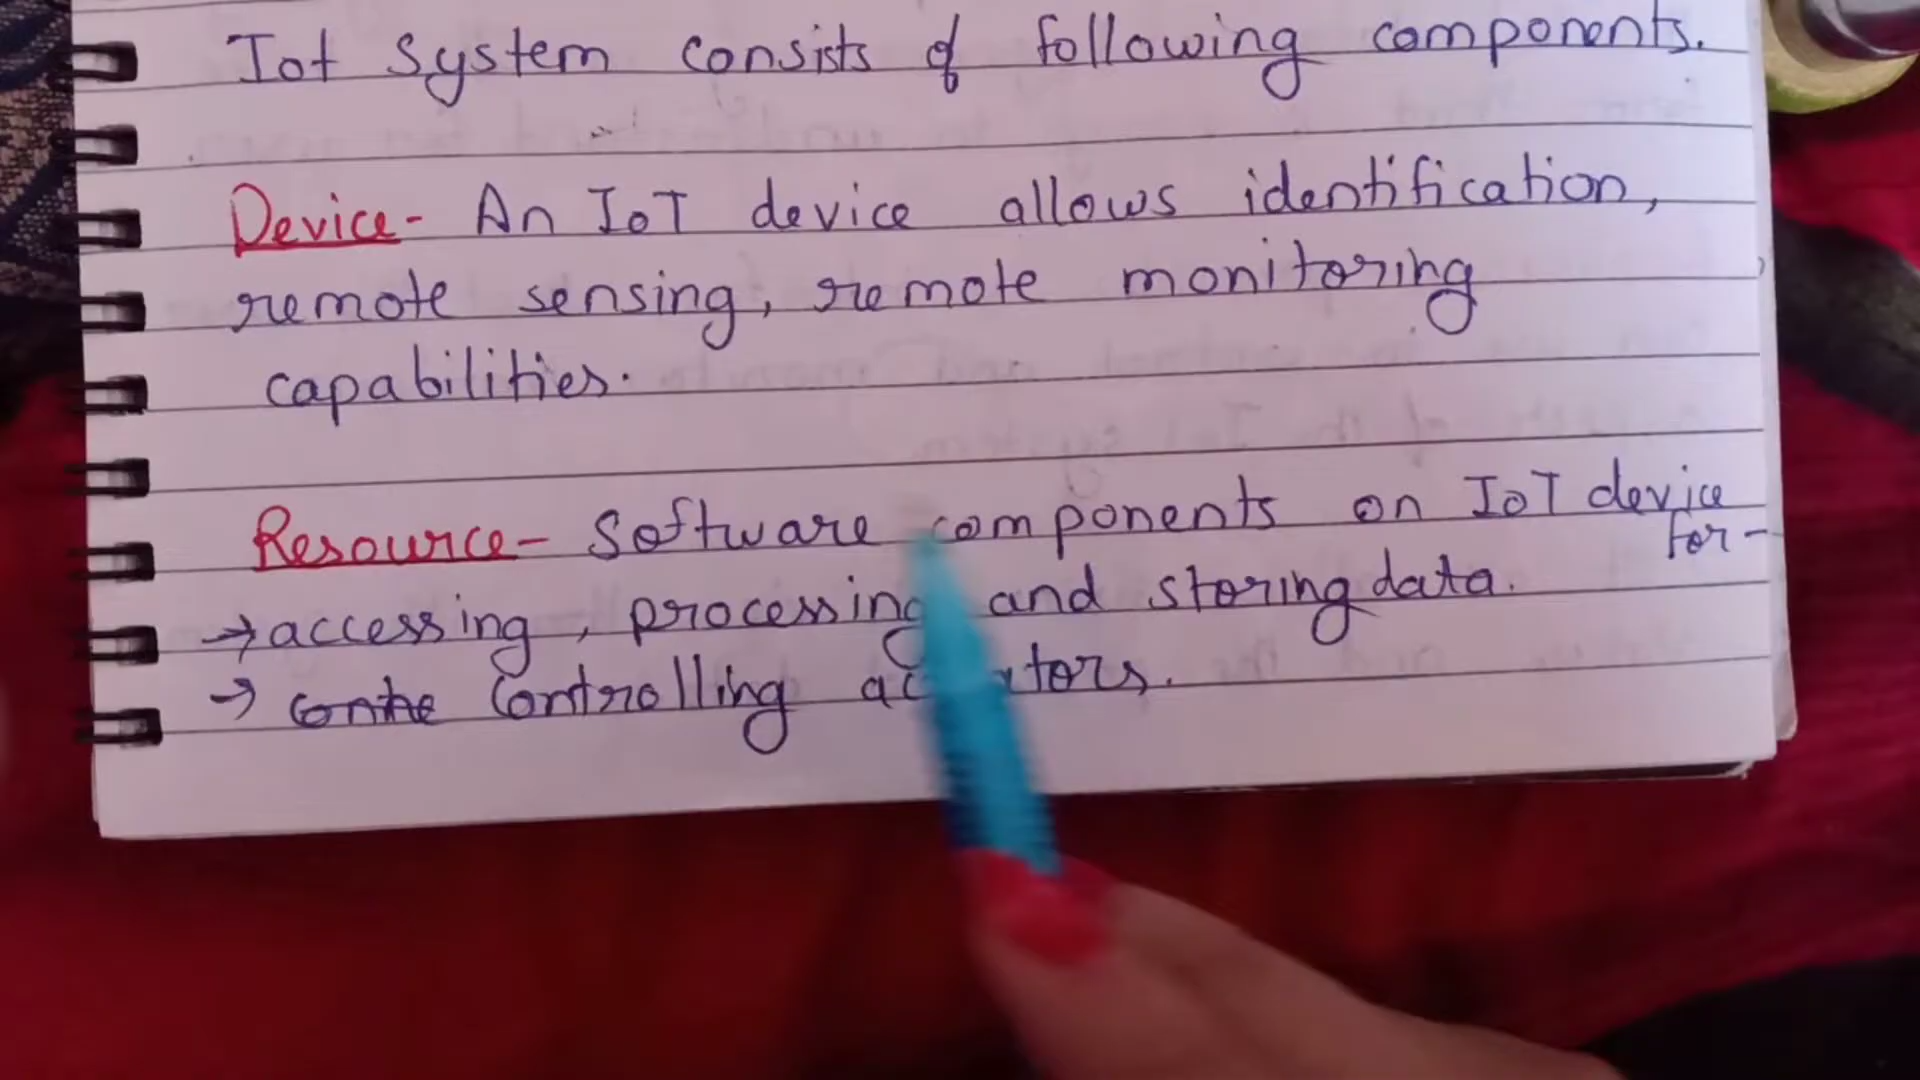 Iot System consists of following components.
Device- An IoT device allows identification,
remote sensing, remote monitoring
capabilities.
Resource- Software components on IoT device
for-
→accessing, processing and storing data.
→ Controlling